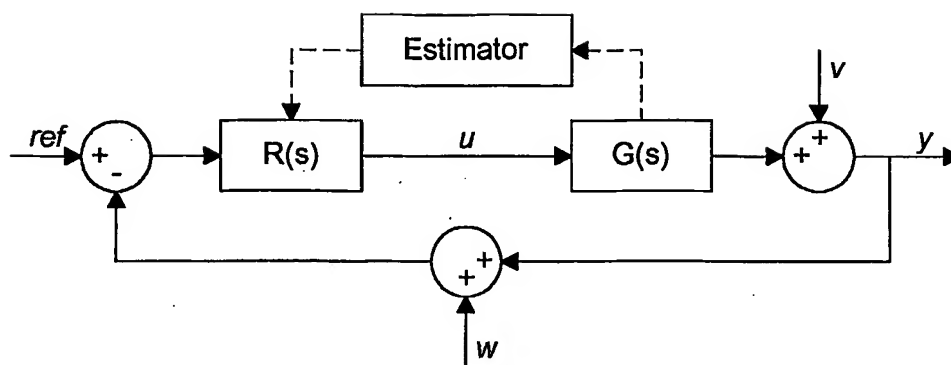 Estimator
v
ref
+
-
R(s)
u
G(s)
+
+
y
+
+
w